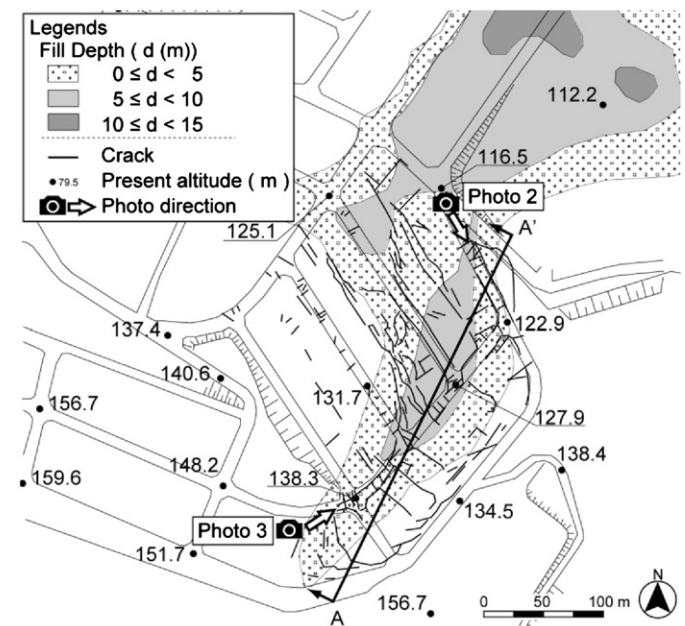 Legends
Fill Depth ( d (m))
0 ≤ d < 5
5 ≤ d < 10
10 ≤ d < 15
Crack
79.5 Present altitude ( m )
Photo direction
112.2
116.5
Photo 2
125.1
A'
137.4
122.9
140.6
131.7
156.7
127.9
138.4
148.2
159.6
138.3
134.5
Photo 3
151.7
N
0 50 100 m
156.7
A